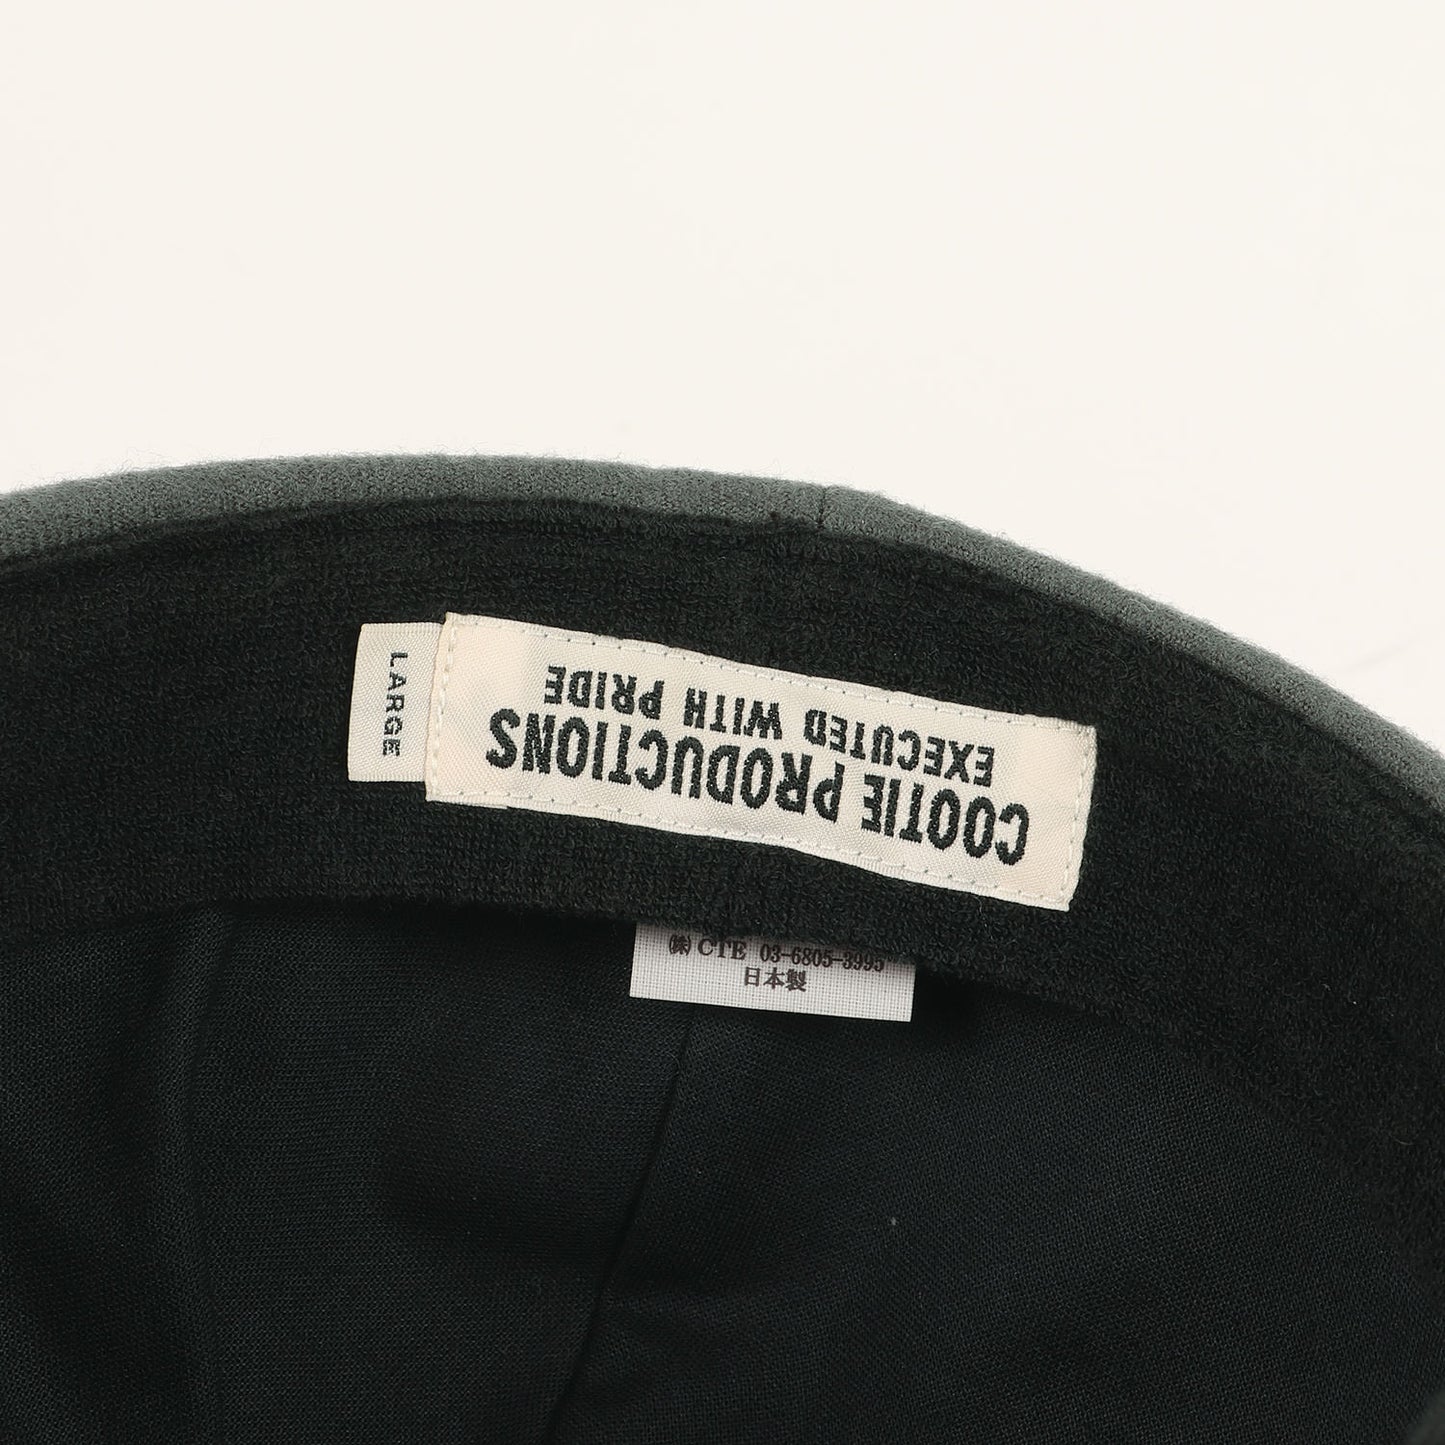 COOTIE PRODUCTIONS
EXECUTED WITH PRIDE
LARGE
㈱ CTE 03-6805-3995
日本製